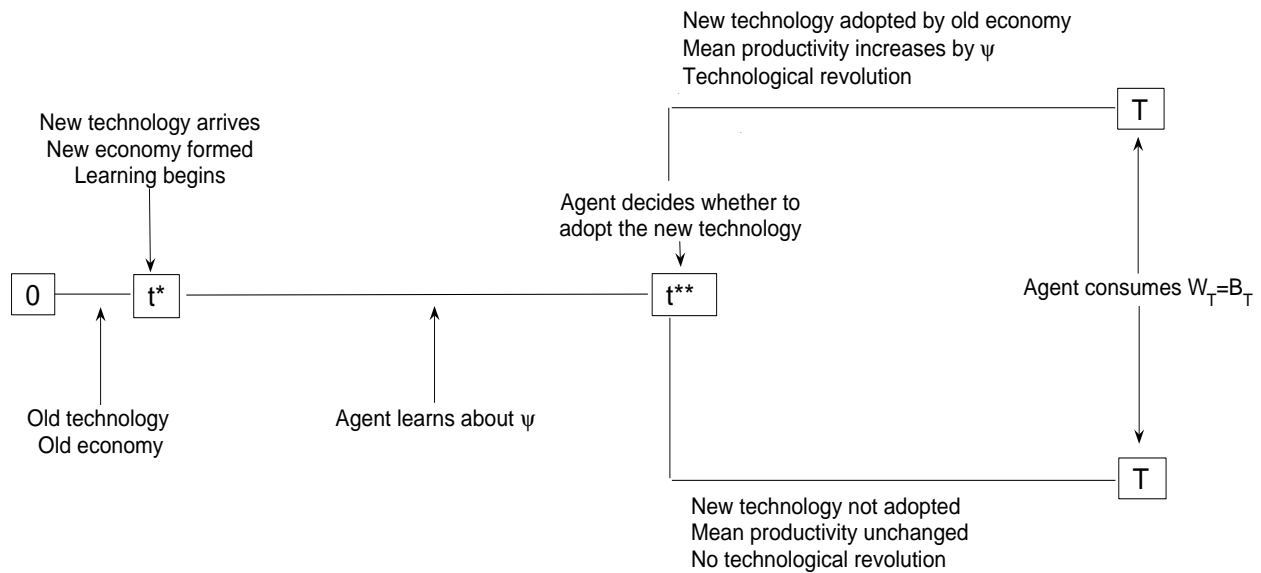 New technology adopted by old economy
Mean productivity increases by ψ
Technological revolution
T
New technology arrives
New economy formed
Learning begins
Agent decides whether to
adopt the new technology
0
t*
t**
Agent consumes W_T=B_T
Old technology
Old economy
Agent learns about ψ
T
New technology not adopted
Mean productivity unchanged
No technological revolution